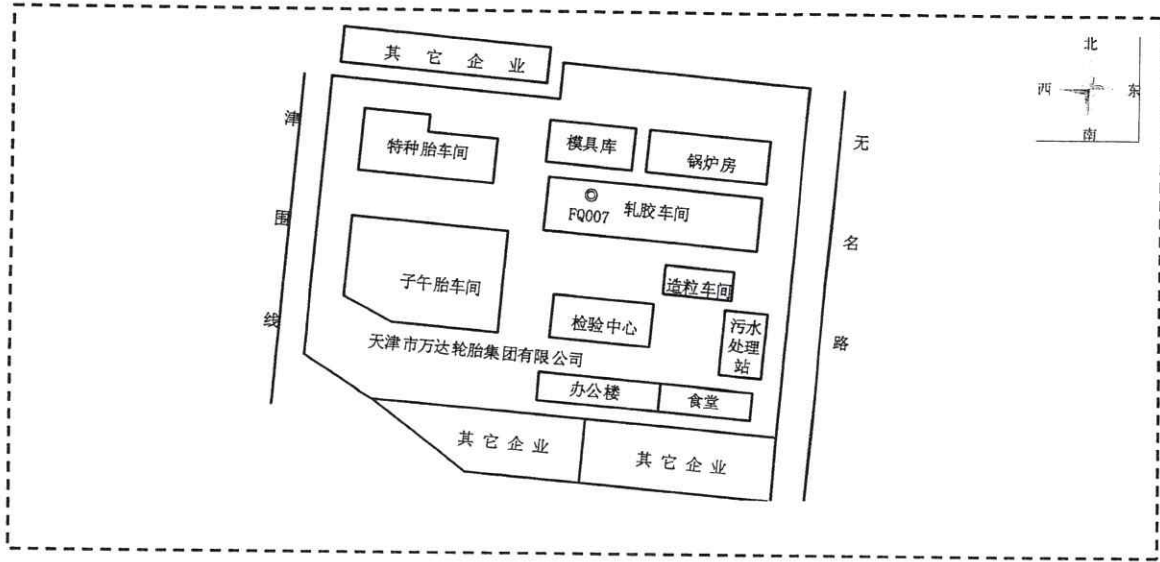 其它企业
北
西 东
南
津围线
无名路
特种胎车间
模具库
锅炉房
FQ007
轧胶车间
子午胎车间
造粒车间
检验中心
污水
处理
站
天津市万达轮胎集团有限公司
办公楼
食堂
其它企业
其它企业